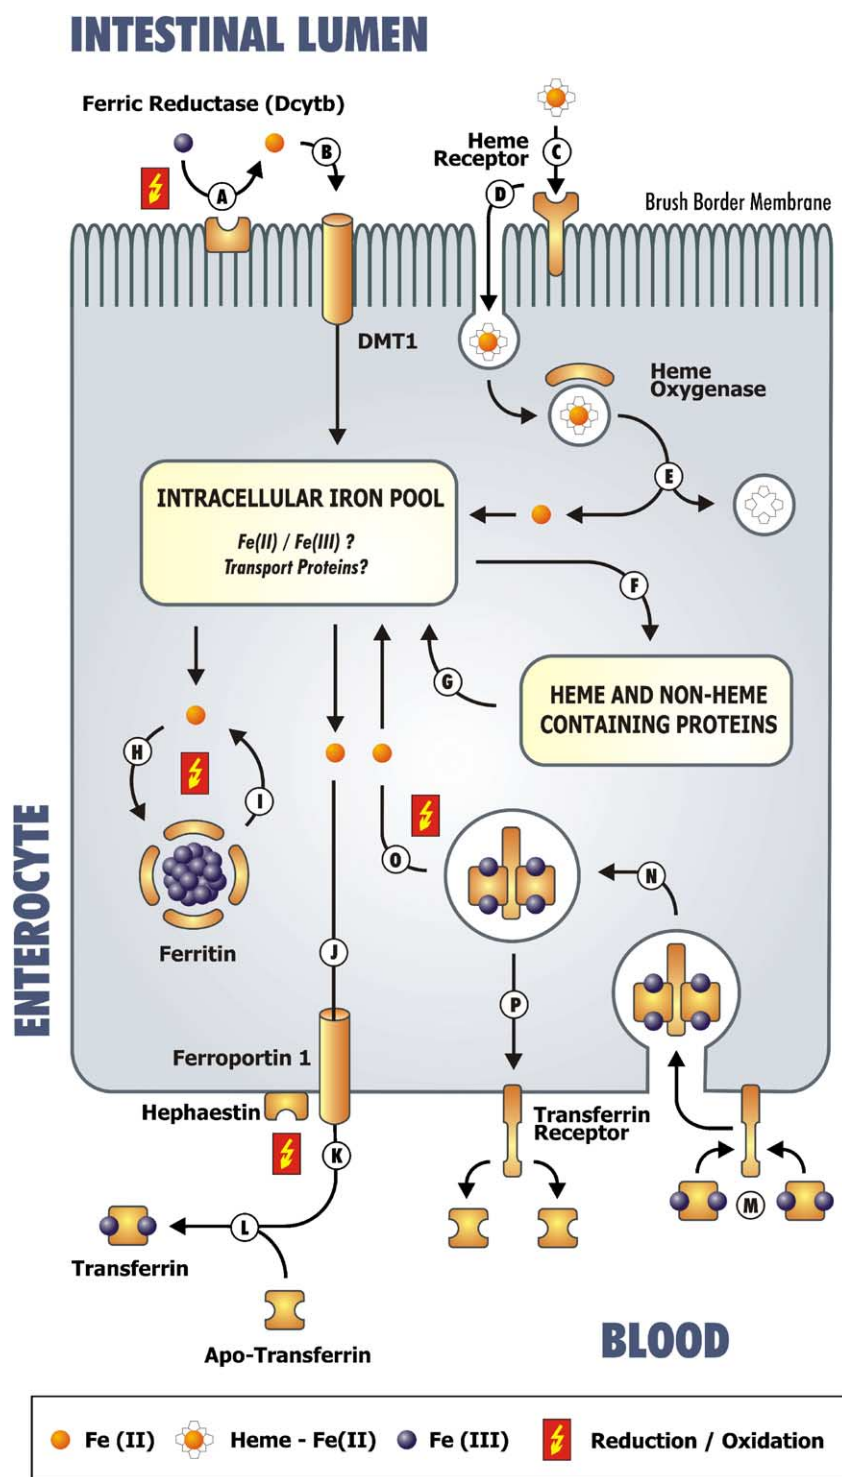 INTESTINAL LUMEN
Ferric Reductase (Dcytb)
B
A
Heme
Receptor
C
D
Brush Border Membrane
DMT1
Heme
Oxygenase
E
INTRACELLULAR IRON POOL
Fe(II) / Fe(III) ?
Transport Proteins?
F
G
HEME AND NON-HEME
CONTAINING PROTEINS
H
I
Ferritin
O
N
J
P
ENTEROCYTE
Ferroportin 1
Hephaestin
K
Transferrin
Receptor
M
L
Transferrin
Apo-Transferrin
BLOOD
Fe (II) Heme - Fe(II) Fe (III) Reduction / Oxidation